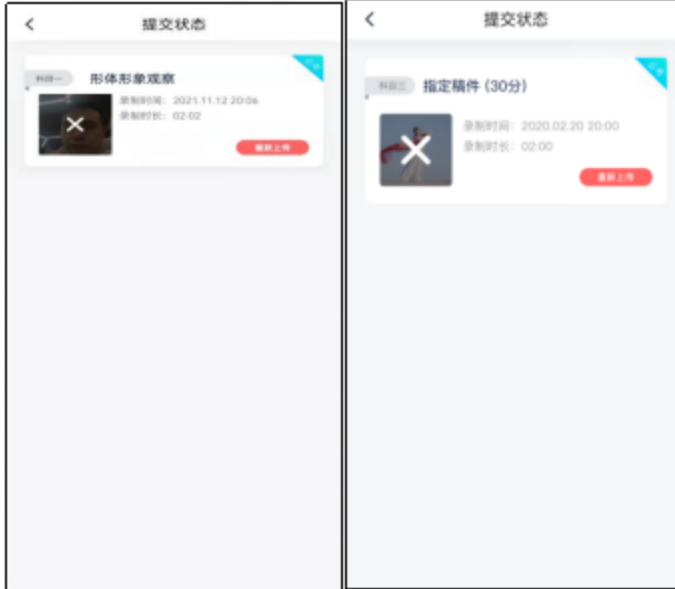 提交状态
科目一 形体形象观察
录制时间：2021.11.12 20:06
录制时长：02:02
重新上传
提交状态
科目三 指定稿件 (30分)
录制时间：2020.02.20 20:00
录制时长：02:00
重新上传